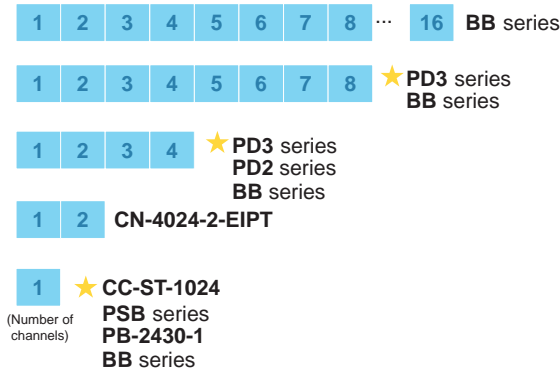 1 2 3 4 5 6 7 8 ... 16 BB series
1 2 3 4 5 6 7 8 PD3 series
BB series
1 2 3 4 PD3 series
PD2 series
BB series
1 2 CN-4024-2-EIPT
1 CC-ST-1024
(Number of
channels)
PSB series
PB-2430-1
BB series